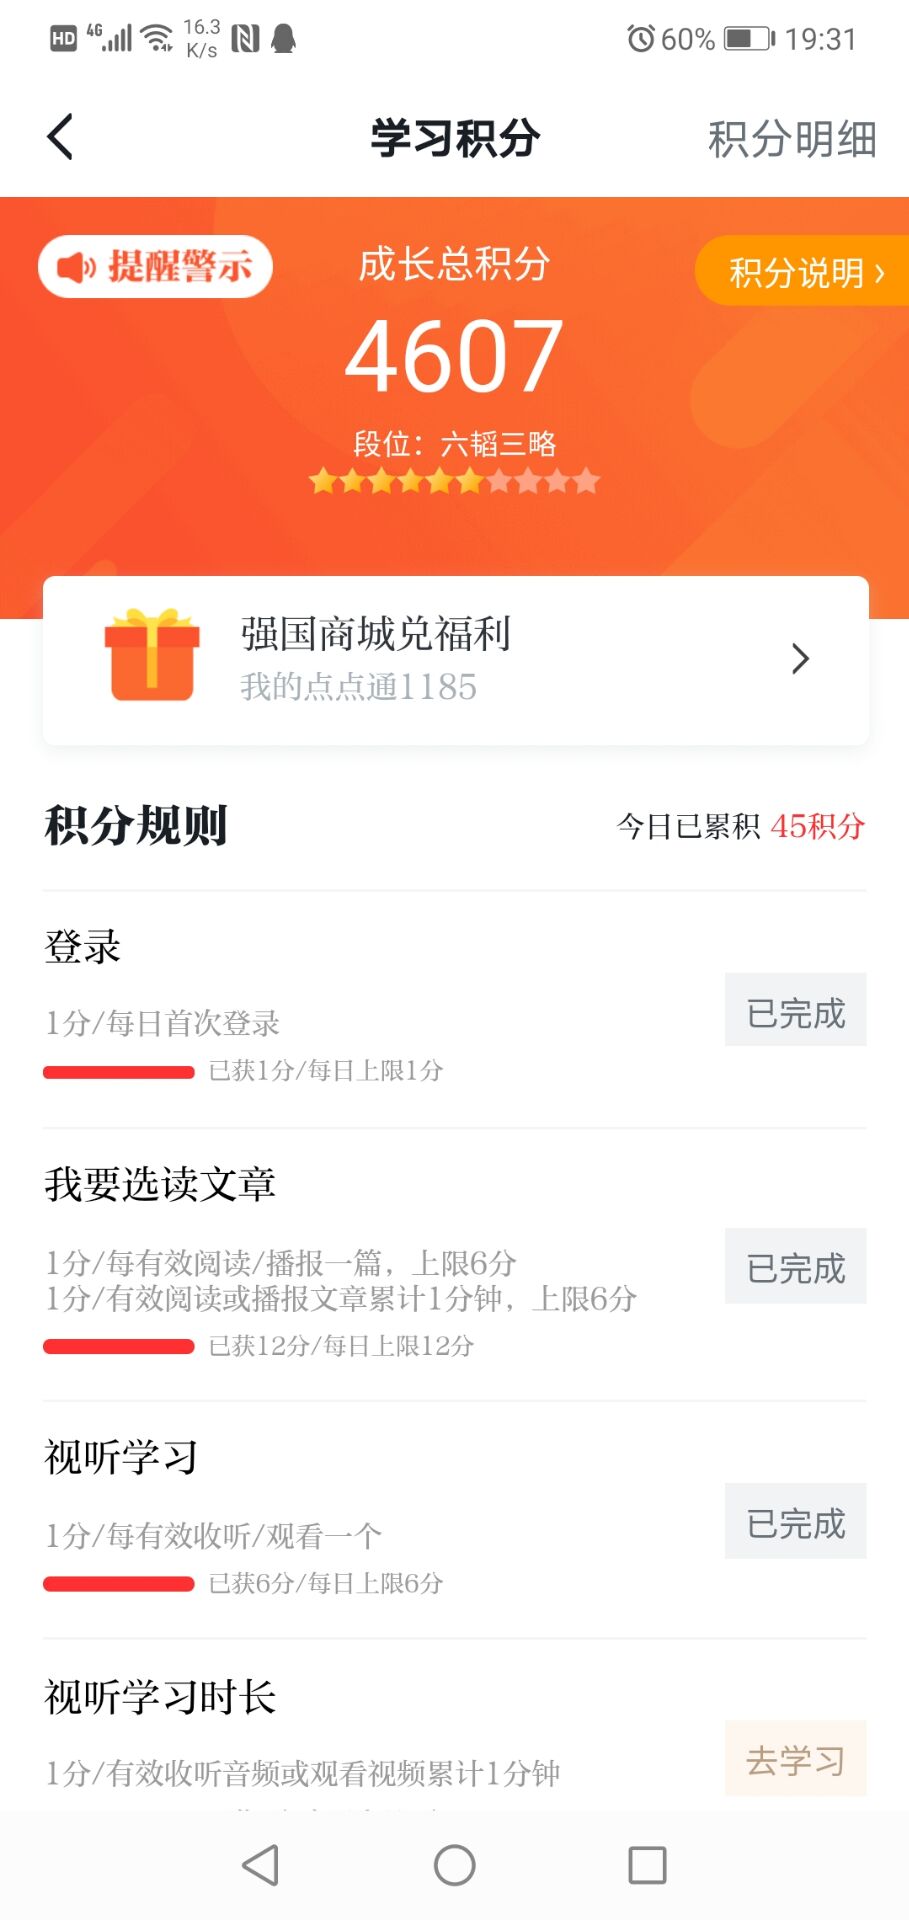 HD 4G 16.3 K/s 60% 19:31
学习积分 积分明细
提醒警示 成长总积分 积分说明
4607
段位：六韬三略
强国商城兑福利
我的点点通1185
积分规则 今日已累积 45积分
登录
1分/每日首次登录 已完成
已获1分/每日上限1分
我要选读文章
1分/每有效阅读/播报一篇，上限6分 已完成
1分/有效阅读或播报文章累计1分钟，上限6分
已获12分/每日上限12分
视听学习
1分/每有效收听/观看一个 已完成
已获6分/每日上限6分
视听学习时长
1分/有效收听音频或观看视频累计1分钟 去学习